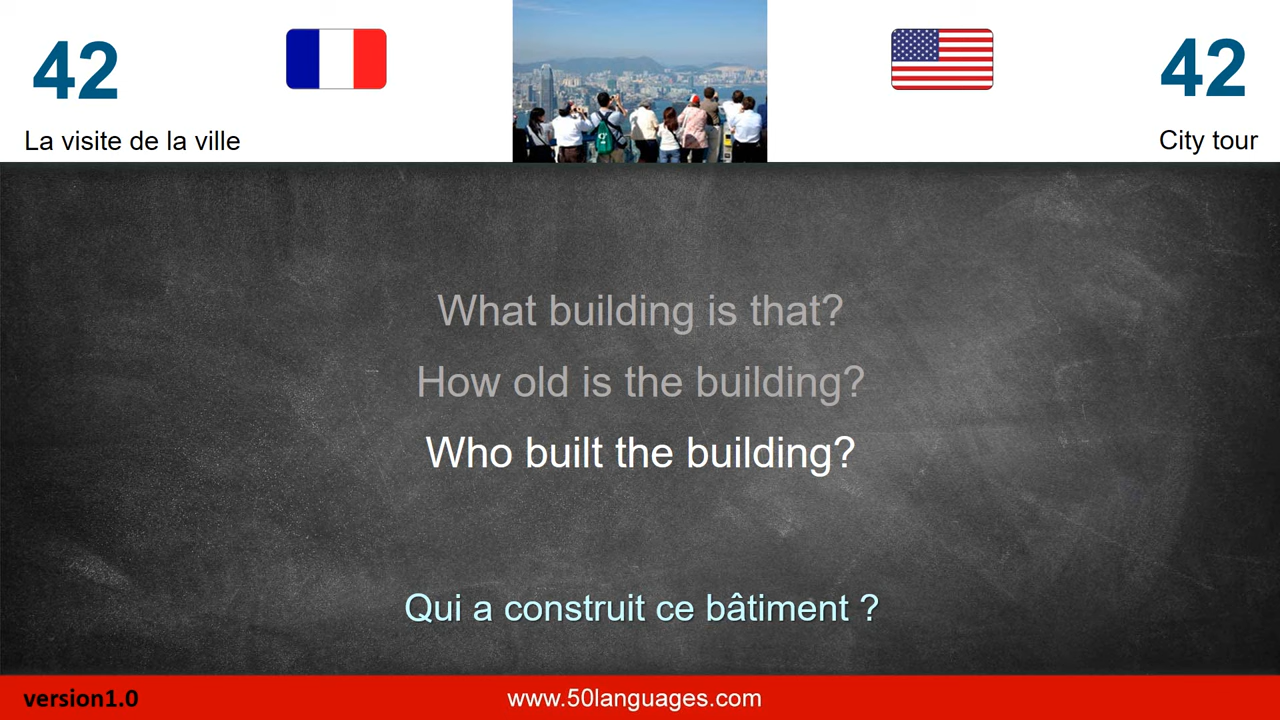 42
42
La visite de la ville
City tour
What building is that?
How old is the building?
Who built the building?
Qui a construit ce bâtiment ?
version1.0
www.50languages.com